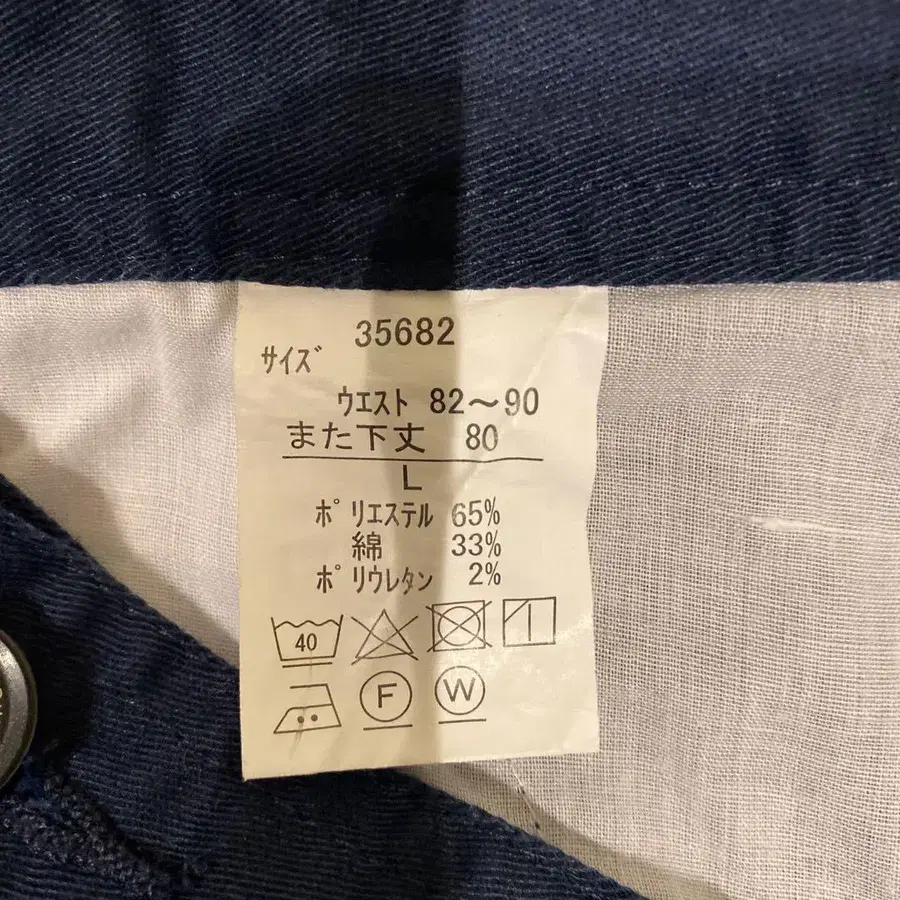 35682
ｻｲｽﾞ
ｳｴｽﾄ 82〜90
また下丈 80
L
ﾎﾟﾘｴｽﾃﾙ 65%
綿 33%
ﾎﾟﾘｳﾚﾀﾝ 2%
40
F W